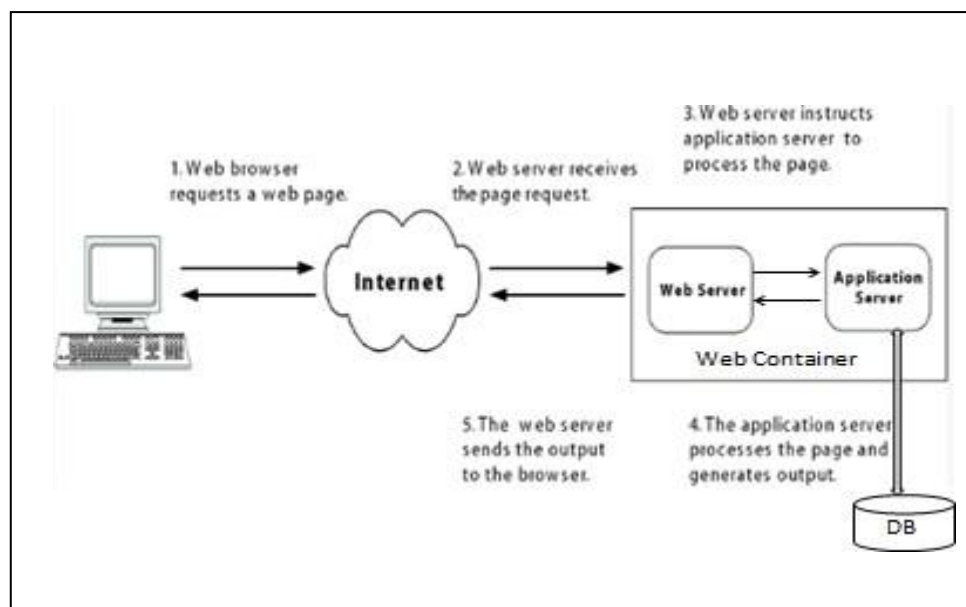 3. Web server instructs
application server to
process the page.
1. Web browser
requests a web page.
2. Web server receives
the page request.
Internet
Web Server
Application
Server
Web Container
5. The web server
sends the output
to the browser.
4. The application server
processes the page and
generates output.
DB